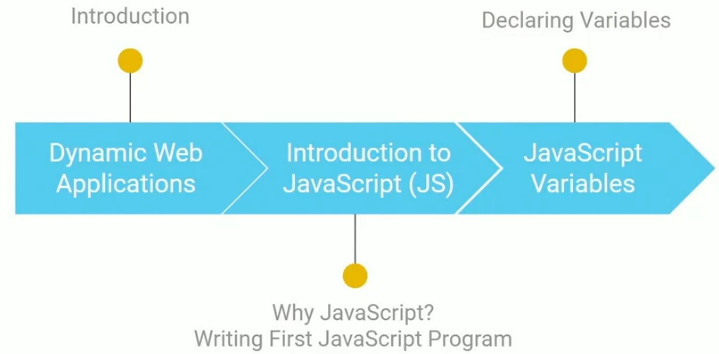 Introduction
Declaring Variables
Dynamic Web
Applications
Introduction to
JavaScript (JS)
JavaScript
Variables
Why JavaScript?
Writing First JavaScript Program